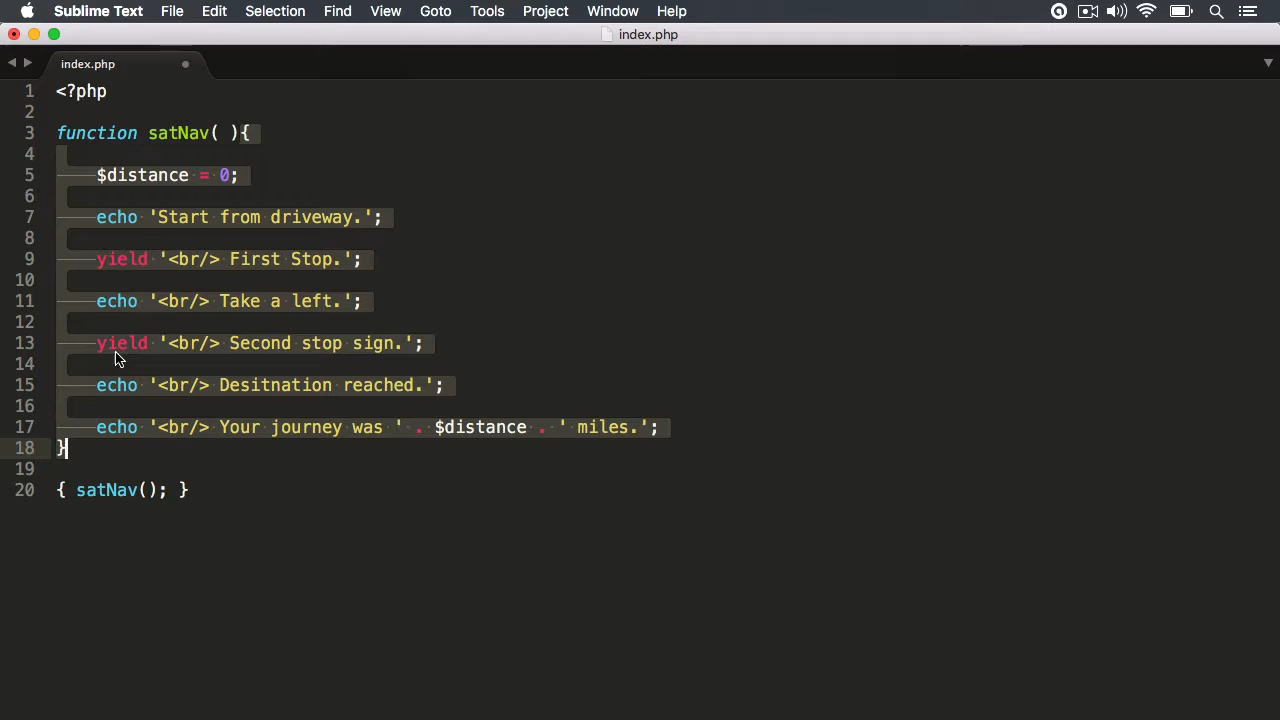 Sublime Text File Edit Selection Find View Goto Tools Project Window Help
index.php
index.php
1 <?php
2
3 function satNav( ){
4
5 $distance = 0;
6
7 echo 'Start from driveway.';
8
9 yield '<br/> First Stop.';
10
11 echo '<br/> Take a left.';
12
13 yield '<br/> Second stop sign.';
14
15 echo '<br/> Desitnation reached.';
16
17 echo '<br/> Your journey was ' . $distance . ' miles.';
18 }
19
20 { satNav(); }